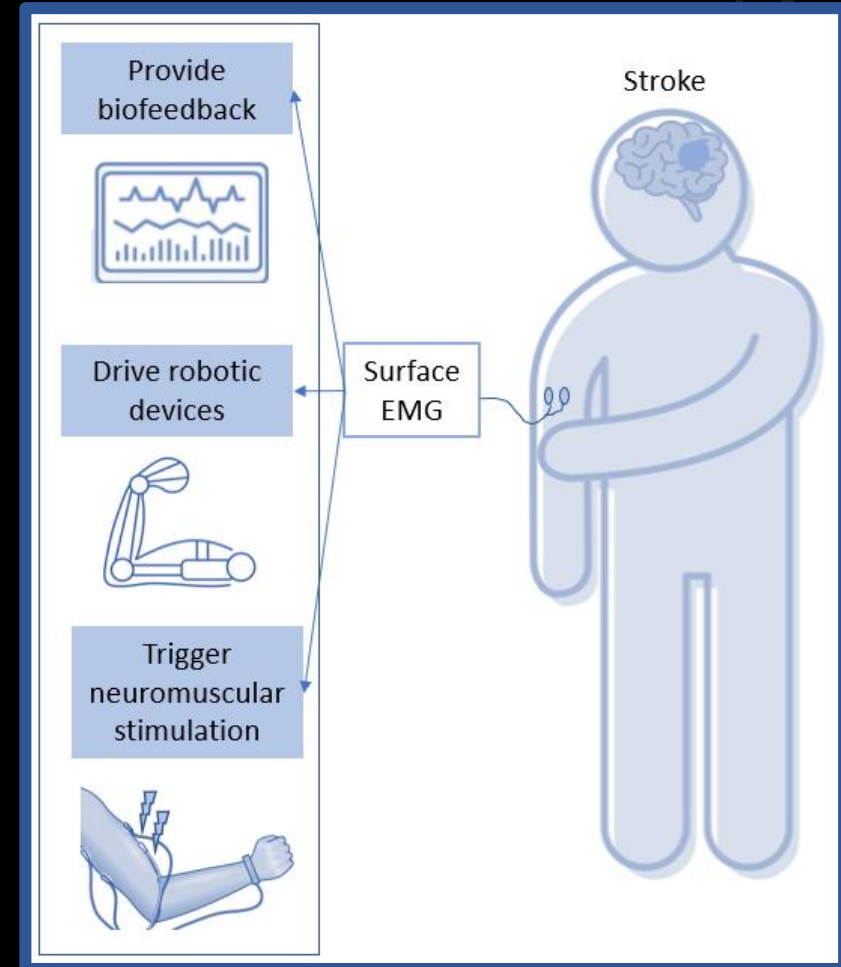 Provide
biofeedback
Stroke
Drive robotic
devices
Surface
EMG
Trigger
neuromuscular
stimulation